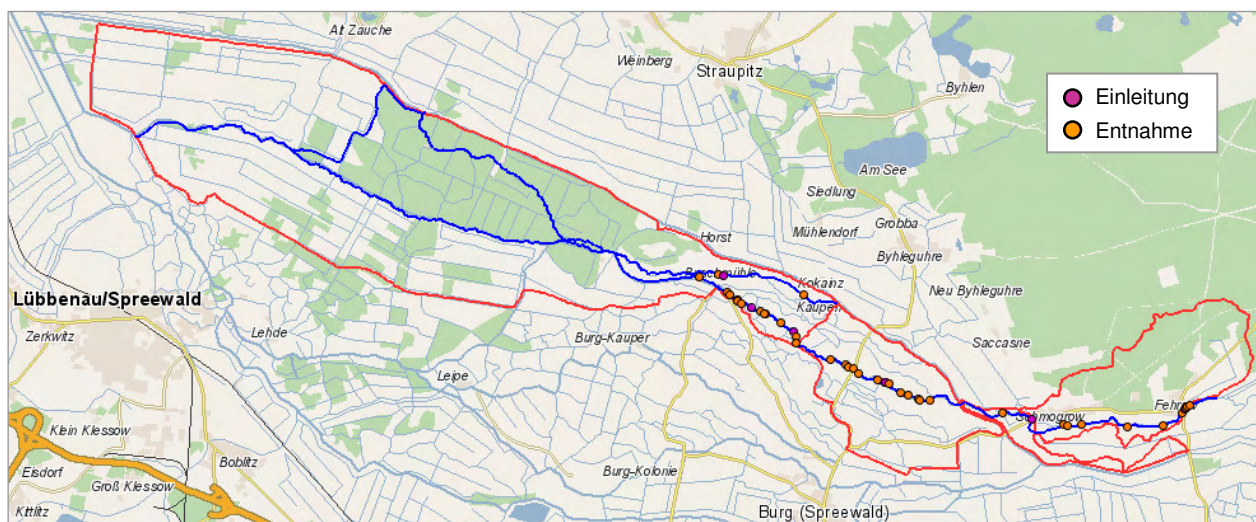 Alt Zauche
Weinberg
Straupitz
Byhlen
Einleitung
Entnahme
Am See
Siedlung
Grobba
Mühlendorf
Horst
Byhleguhre
Kokainz
Neu Byhleguhre
Kaupen
Lübbenau/Spreewald
Zerkwitz
Lehde
Burg-Kauper
Saccasne
Leipe
Klein Klessow
Eisdorf
Boblitz
Groß Klessow
Kittlitz
Burg-Kolonie
Burg (Spreewald)